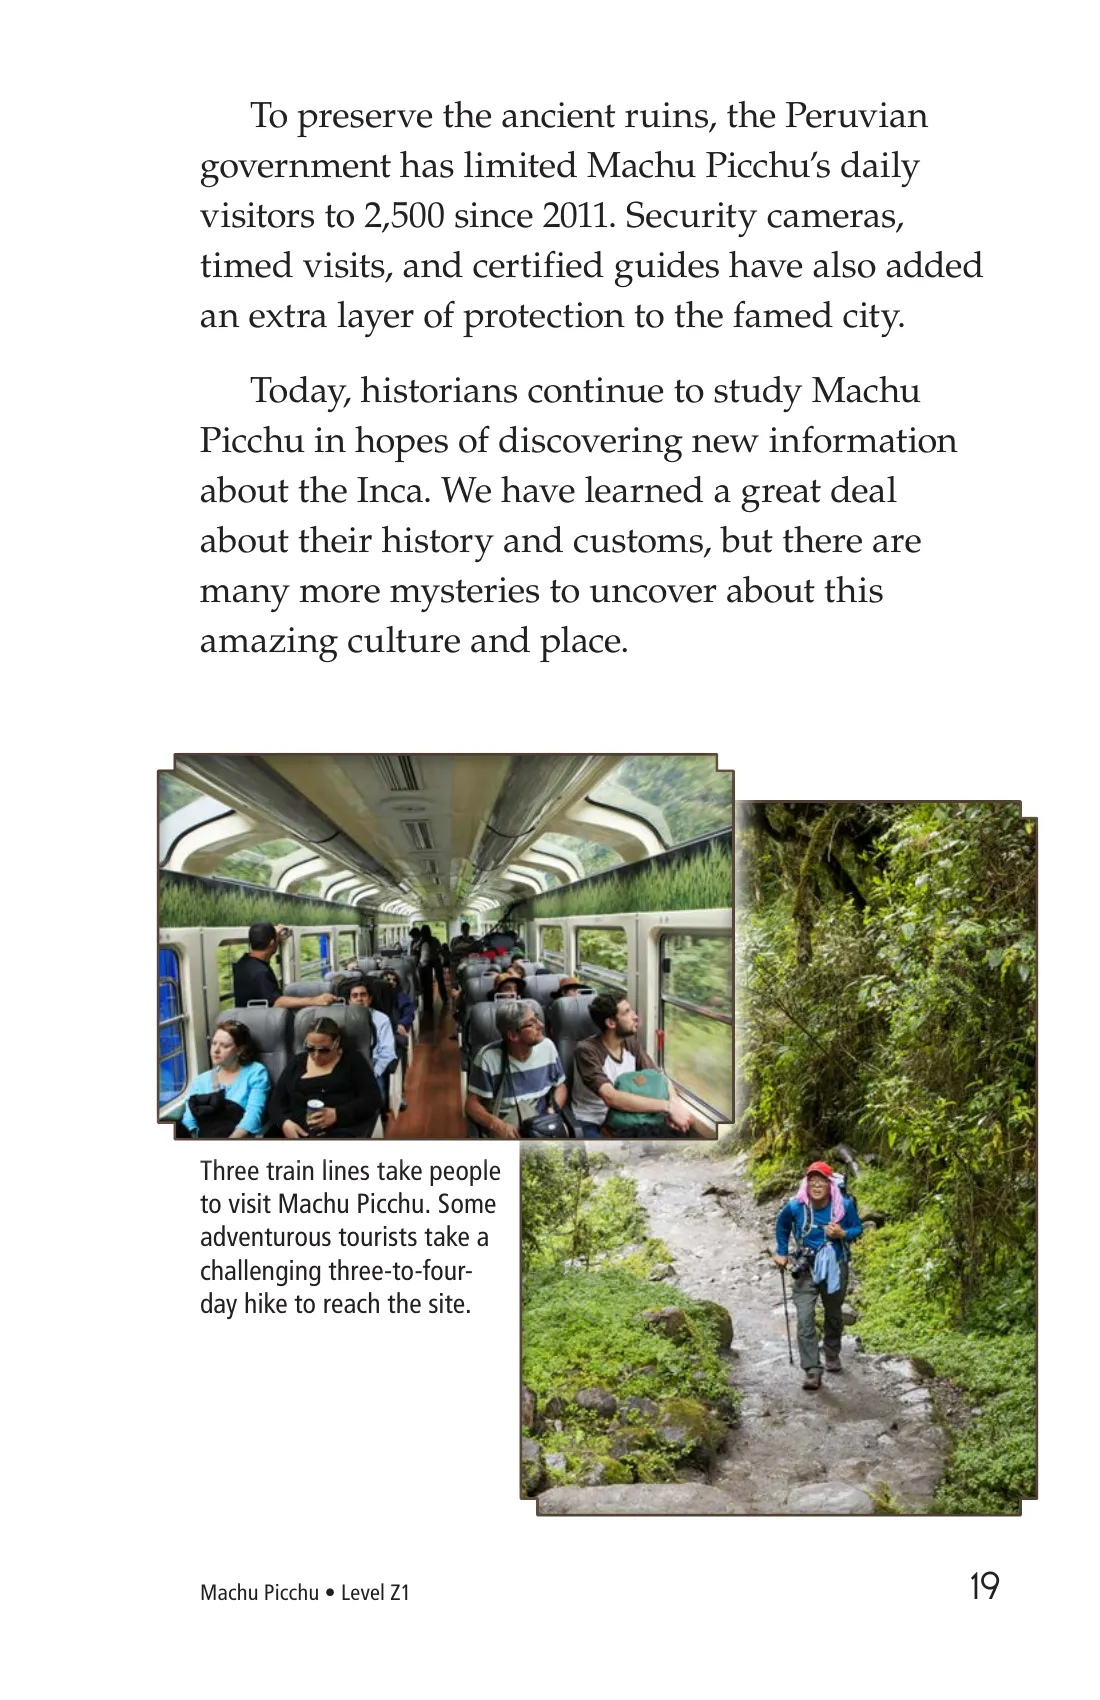 To preserve the ancient ruins, the Peruvian
government has limited Machu Picchu’s daily
visitors to 2,500 since 2011. Security cameras,
timed visits, and certified guides have also added
an extra layer of protection to the famed city.
Today, historians continue to study Machu
Picchu in hopes of discovering new information
about the Inca. We have learned a great deal
about their history and customs, but there are
many more mysteries to uncover about this
amazing culture and place.
Three train lines take people
to visit Machu Picchu. Some
adventurous tourists take a
challenging three-to-four-
day hike to reach the site.
Machu Picchu • Level Z1
19